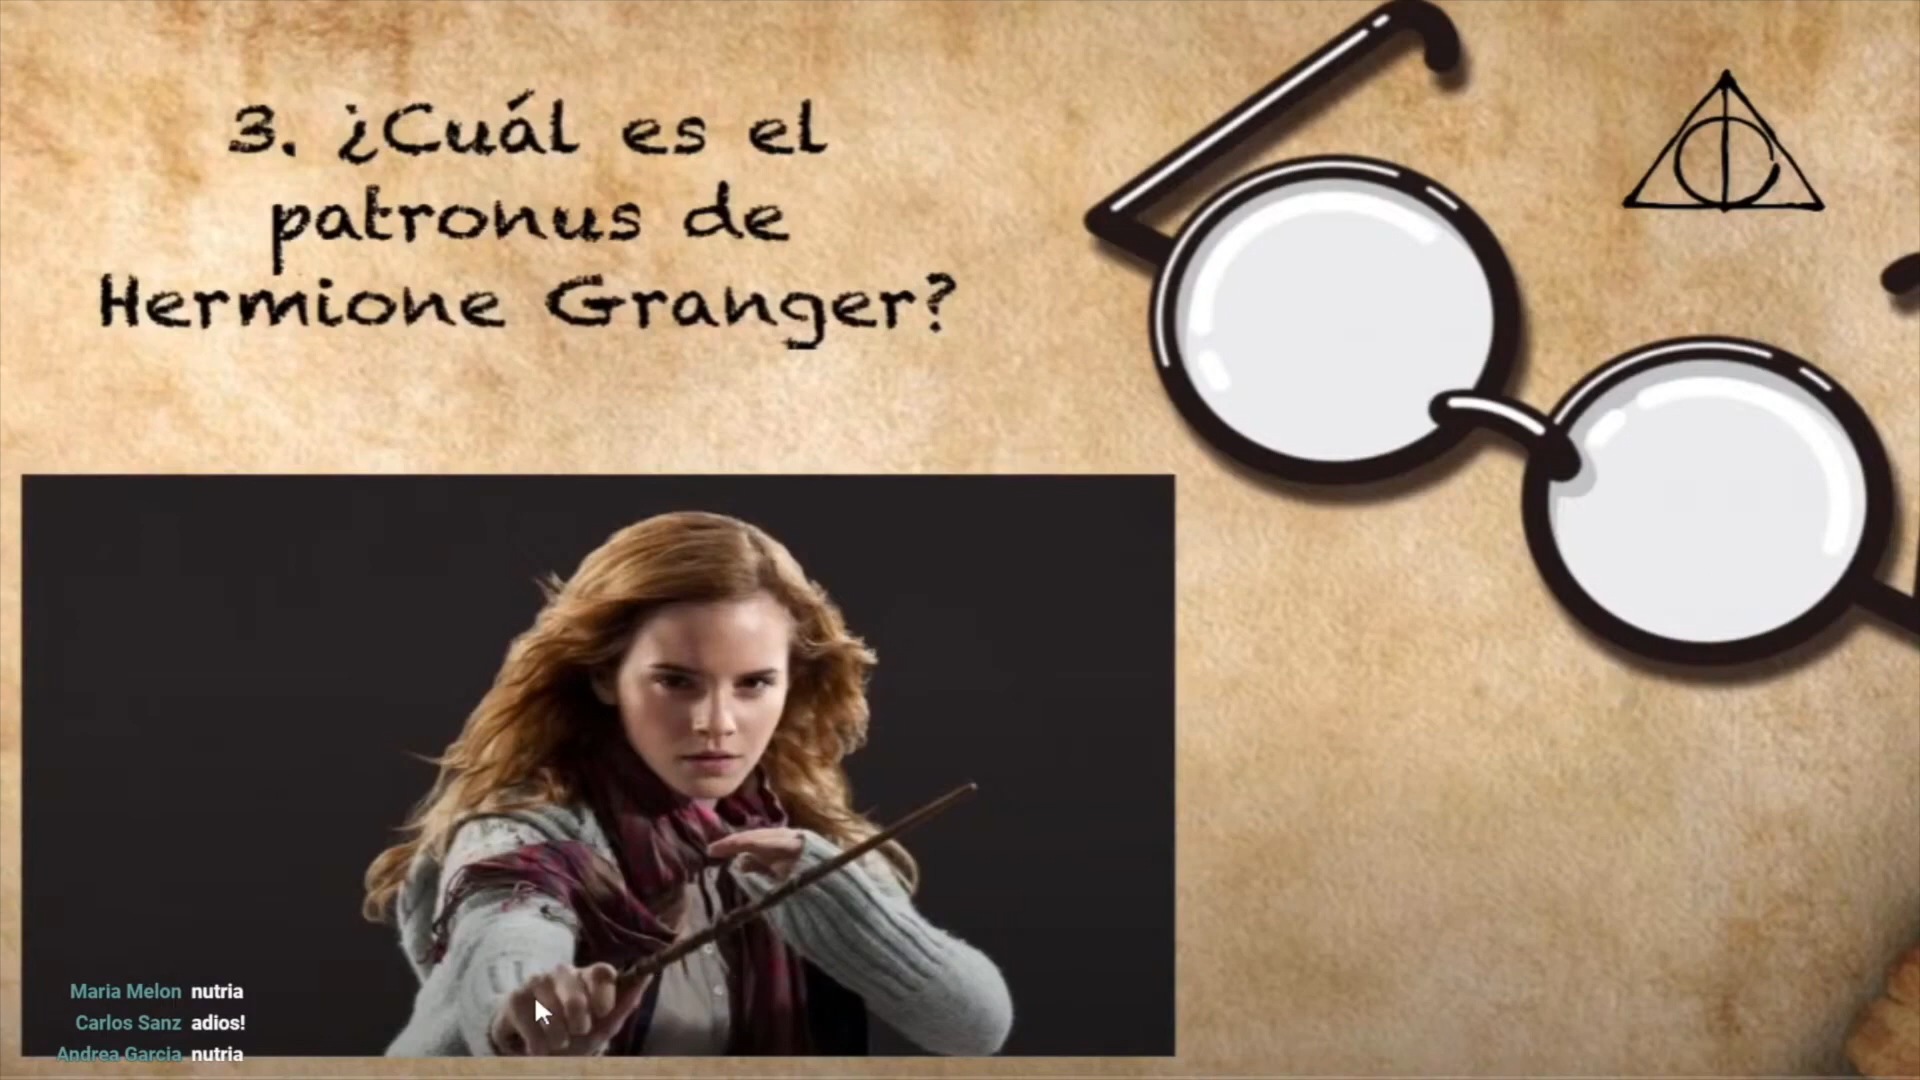 3. ¿Cuál es el
patronus de
Hermione Granger?
Maria Melon nutria
Carlos Sanz adios!
Andrea Garcia nutria